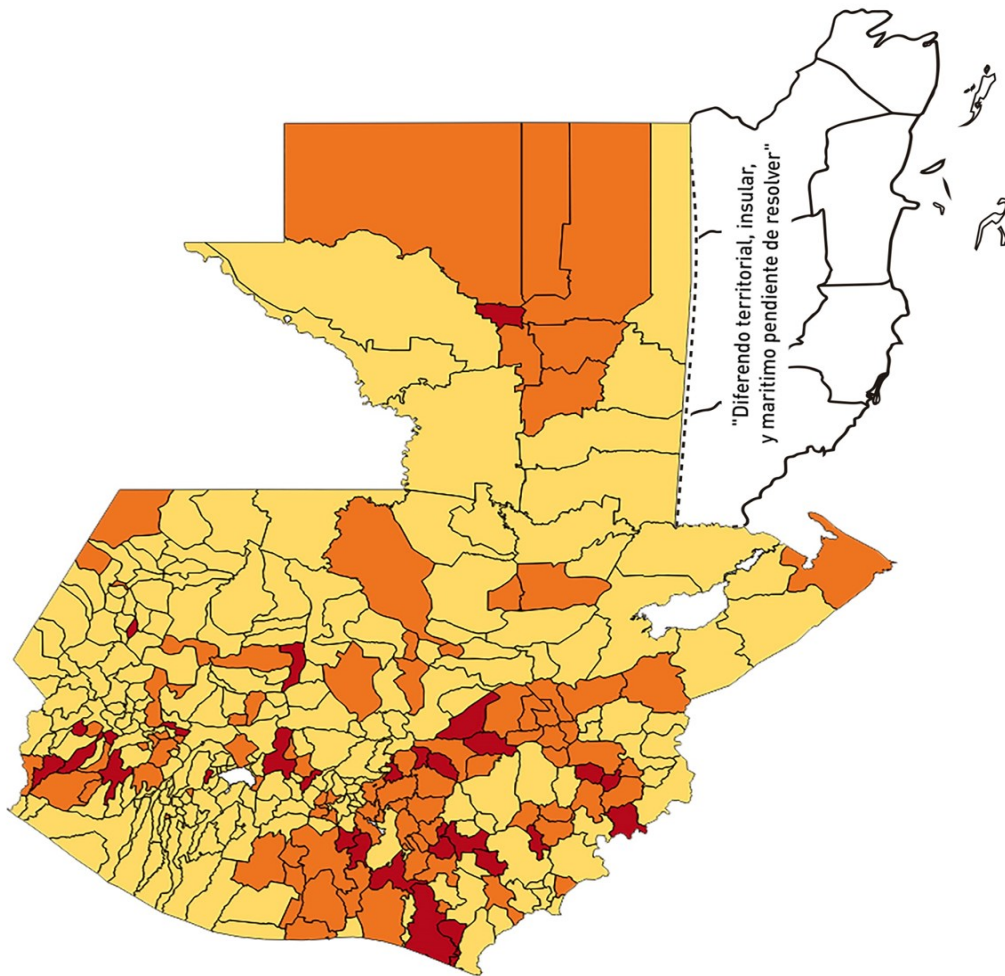 "Diferendo territorial, insular,
y marítimo pendiente de resolver"